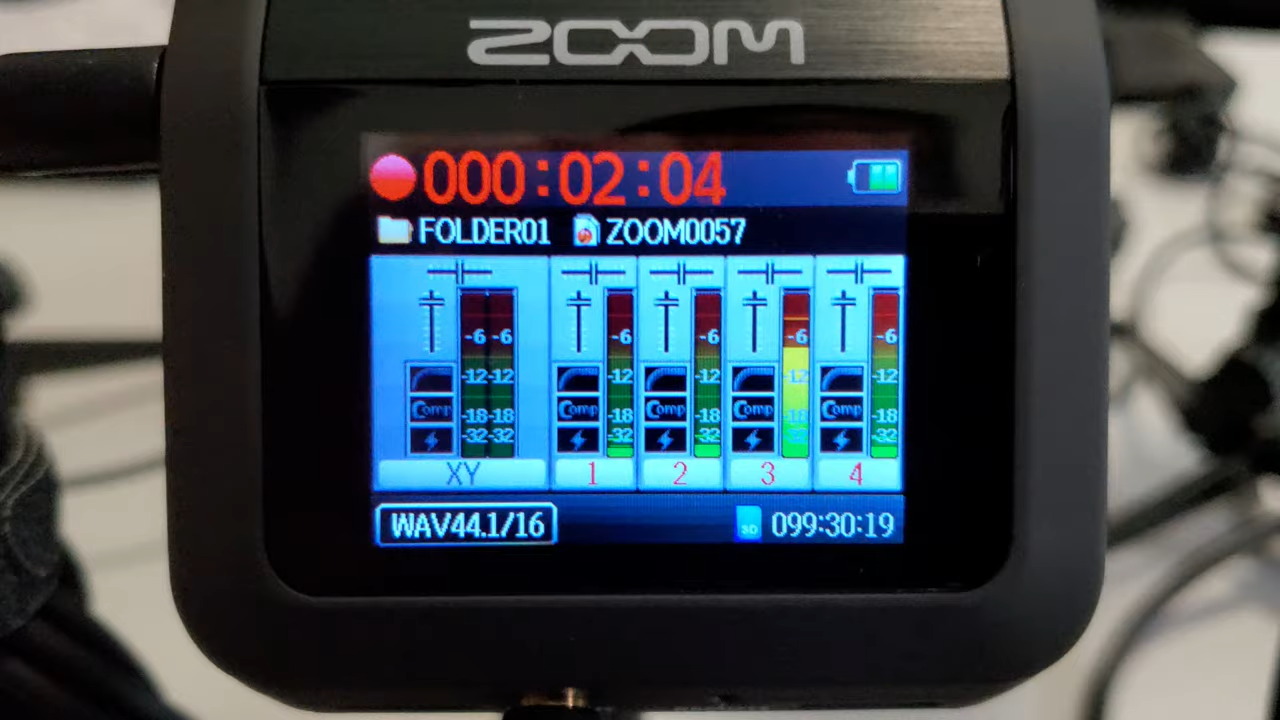 ZOOM
000:02:04
FOLDER01 ZOOM0057
-6 -6 -6 -6 -6 -6
-12 -12 -12 -12 -12 -12
Comp Comp Comp Comp Comp
-18 -18 -18 -18 -18 -18
-32 -32 -32 -32 -32 -32
XY 1 2 3 4
WAV44.1/16 SD 099:30:19